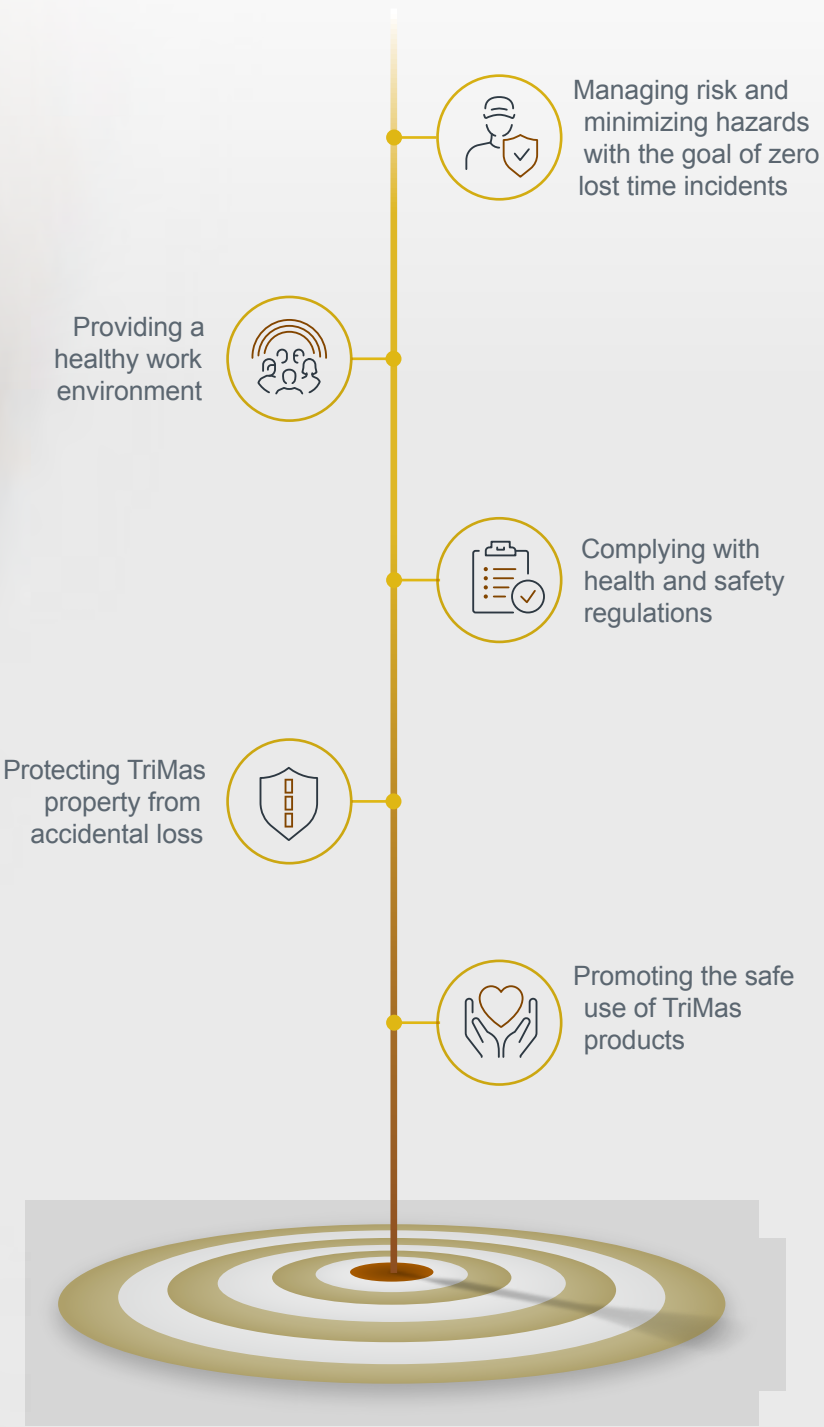 Managing risk and
minimizing hazards
with the goal of zero
lost time incidents
Providing a
healthy work
environment
Complying with
health and safety
regulations
Protecting TriMas
property from
accidental loss
Promoting the safe
use of TriMas
products